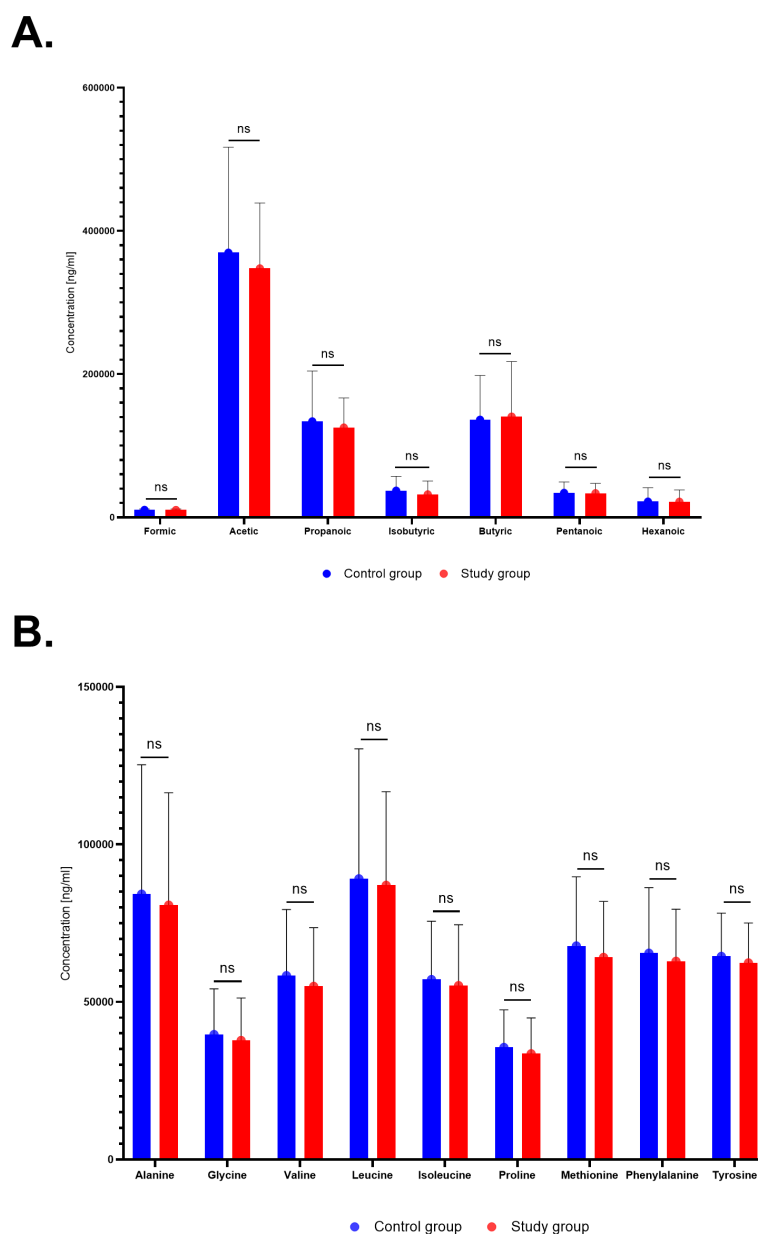 A.
Concentration [ng/ml]
600000
400000
200000
0
ns
ns
ns
ns
ns
ns
ns
Formic Acetic Propanoic Isobutyric Butyric Pentanoic Hexanoic
Control group Study group
B.
Concentration [ng/ml]
150000
100000
50000
0
ns
ns
ns
ns
ns
ns
ns
ns
ns
Alanine Glycine Valine Leucine Isoleucine Proline Methionine Phenylalanine Tyrosine
Control group Study group